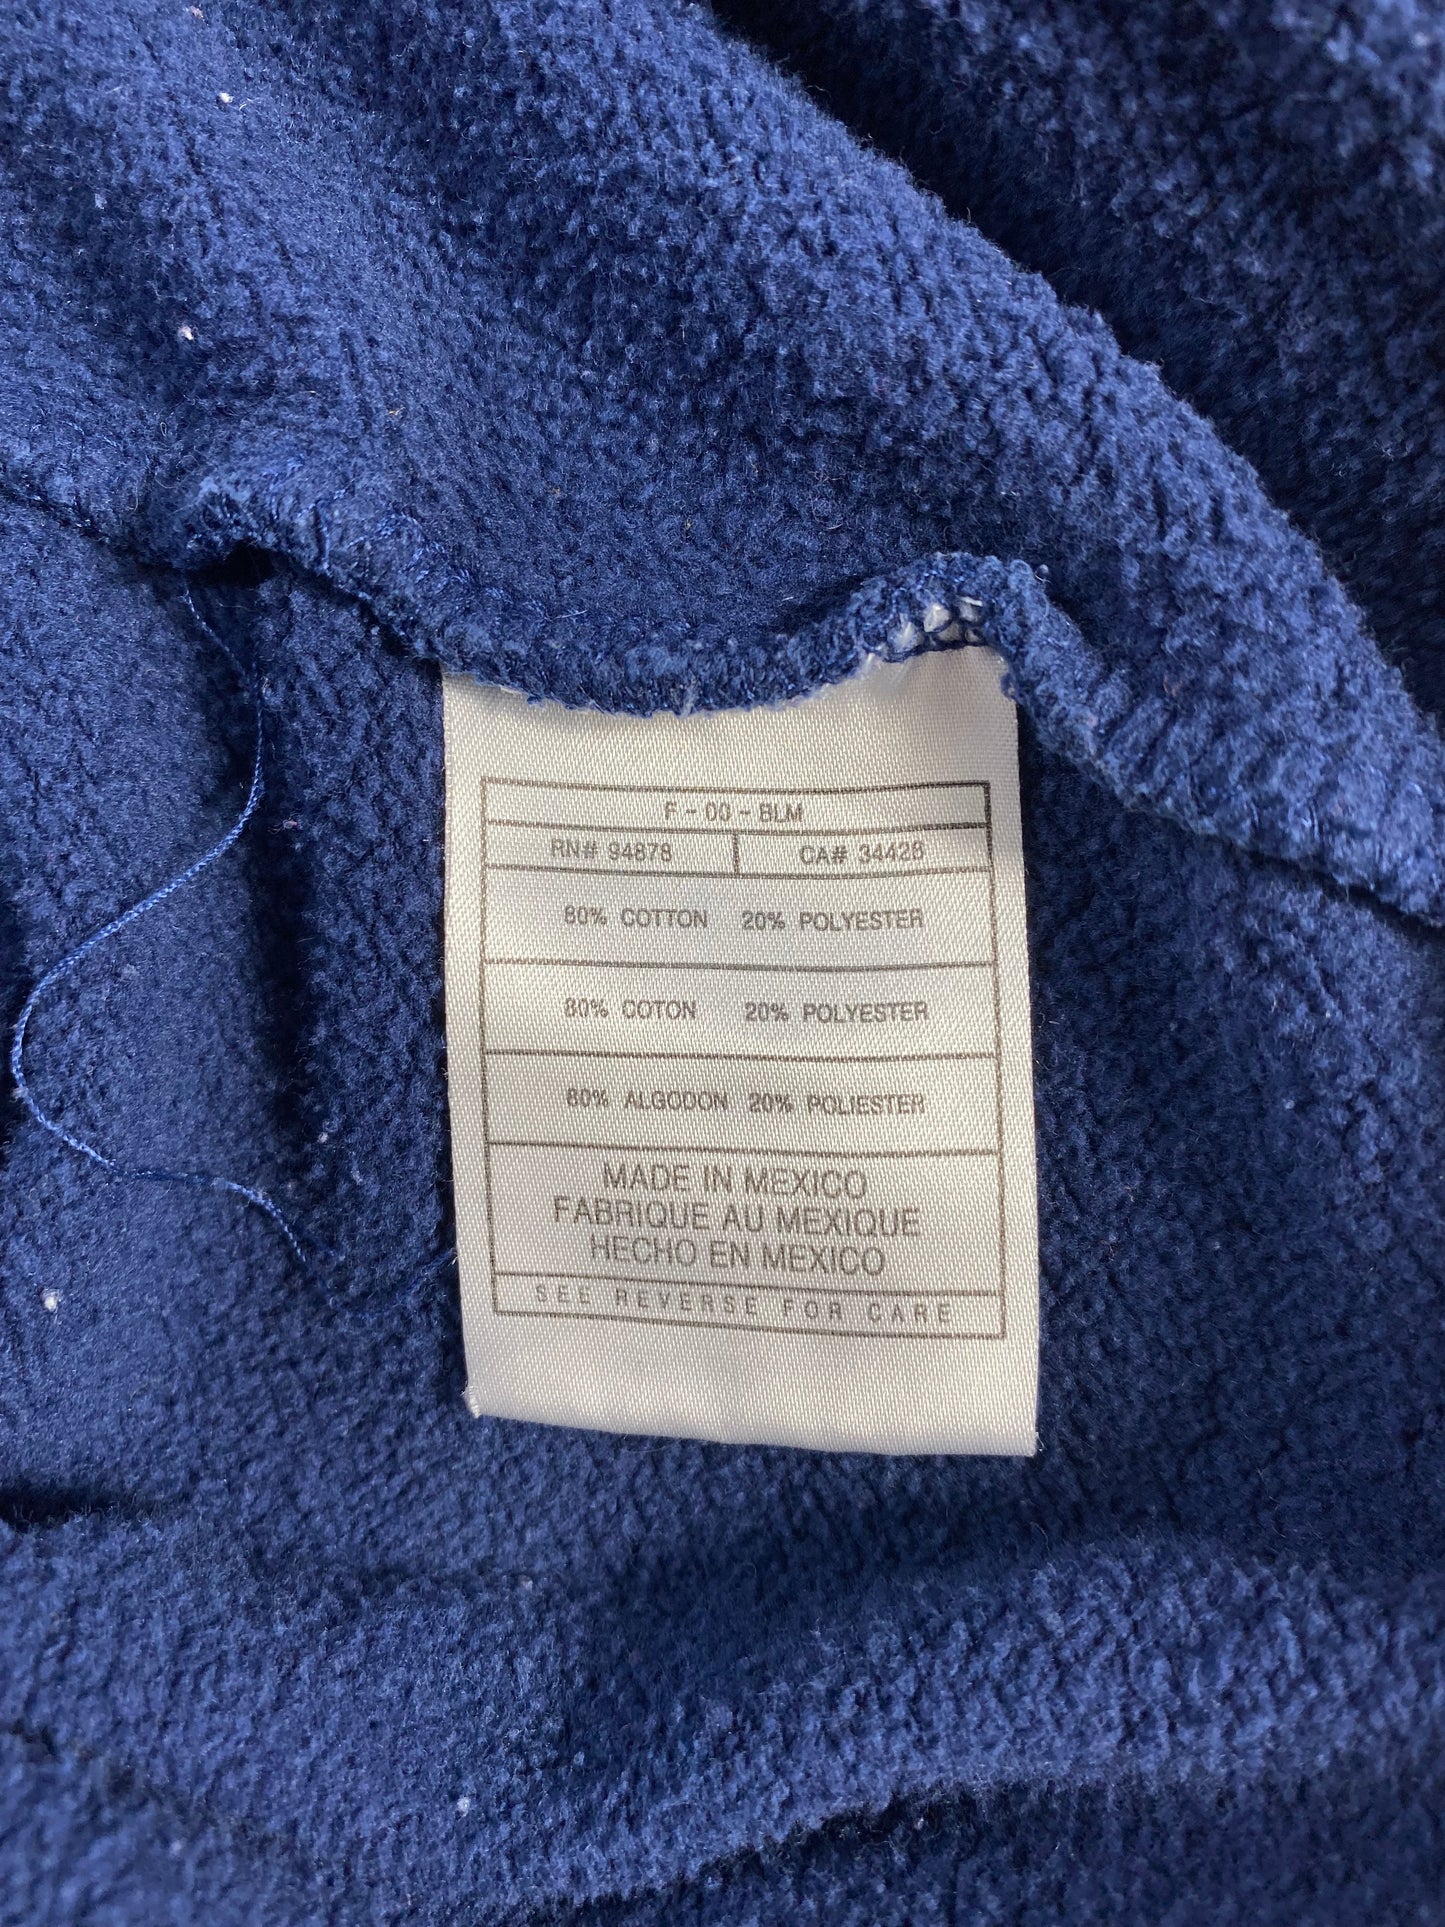 F - 00 - BLM
RN# 94878 CA# 34428
80% COTTON 20% POLYESTER
80% COTON 20% POLYESTER
80% ALGODON 20% POLIESTER
MADE IN MEXICO
FABRIQUE AU MEXIQUE
HECHO EN MEXICO
SEE REVERSE FOR CARE